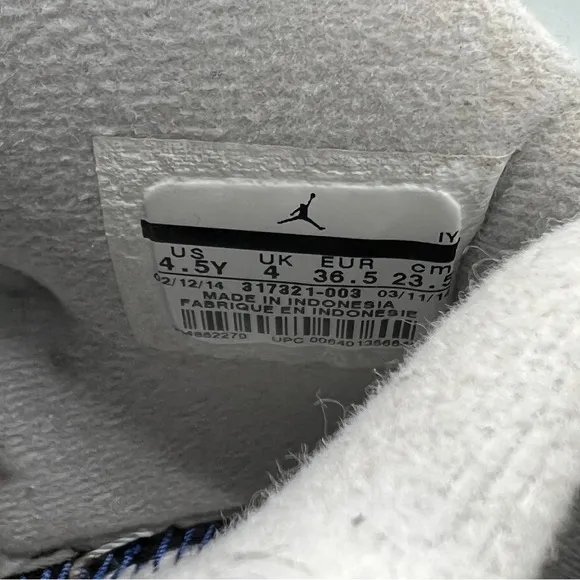 IY
US UK EUR cm
4.5Y 4 36.5 23.5
02/12/14 317321-003 03/11/1
MADE IN INDONESIA
FABRIQUE EN INDONESIE
UPC